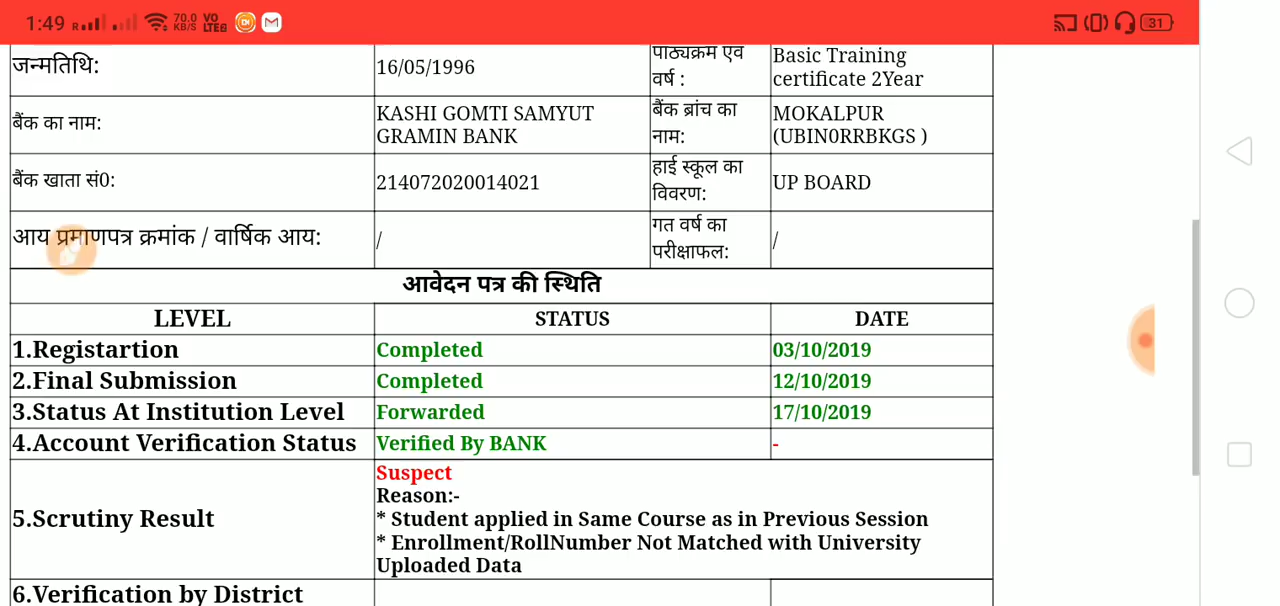 1:49 R 70.0 KB/S VO LTE2 31
जन्मतिथि: 16/05/1996 पाठ्यक्रम एवं वर्ष : Basic Training certificate 2Year
बैंक का नाम: KASHI GOMTI SAMYUT GRAMIN BANK बैंक ब्रांच का नाम: MOKALPUR (UBIN0RRBKGS )
बैंक खाता सं0: 214072020014021 हाई स्कूल का विवरण: UP BOARD
आय प्रमाणपत्र क्रमांक / वार्षिक आय: / गत वर्ष का परीक्षाफल: /
आवेदन पत्र की स्थिति
LEVEL STATUS DATE
1.Registartion Completed 03/10/2019
2.Final Submission Completed 12/10/2019
3.Status At Institution Level Forwarded 17/10/2019
4.Account Verification Status Verified By BANK -
5.Scrutiny Result Suspect
Reason:-
* Student applied in Same Course as in Previous Session
* Enrollment/RollNumber Not Matched with University
Uploaded Data
6.Verification by District